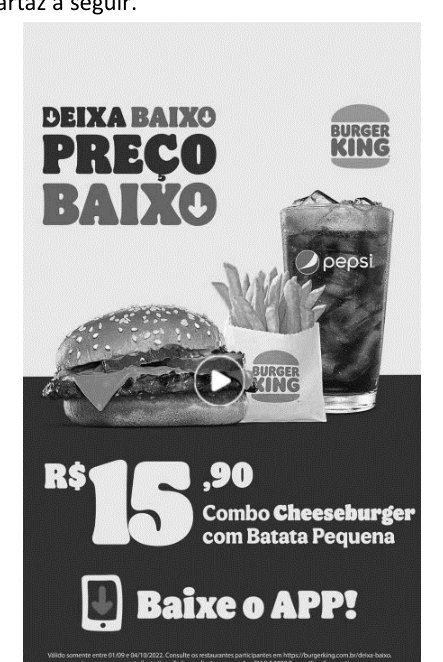 artaz a seguir.
DEIXA BAIXO
PREÇO
BAIXO
BURGER
KING
pepsi
BURGER
KING
R$15,90
Combo Cheeseburger
com Batata Pequena
Baixe o APP!
Válido somente entre 01/09 e 04/10/2022. Consulte os restaurantes participantes em https://burgerking.com.br/deixa-baixo.